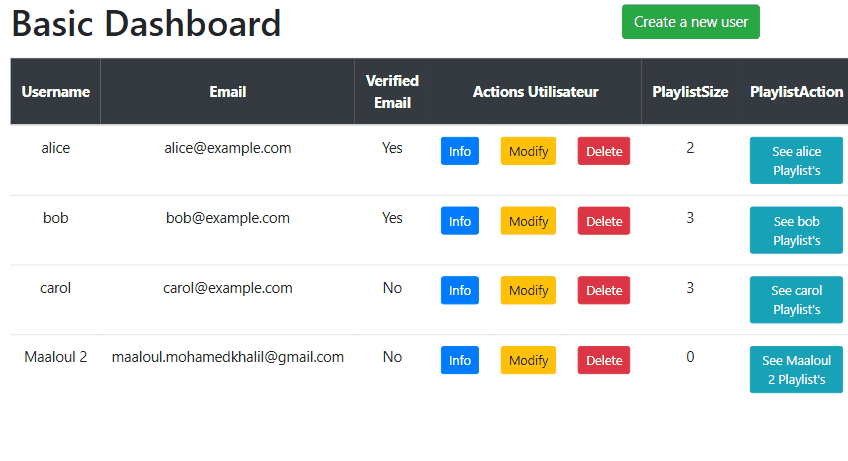 Basic Dashboard
Create a new user
Username Email Verified Email Actions Utilisateur PlaylistSize PlaylistAction
alice alice@example.com Yes Info Modify Delete 2 See alice Playlist's
bob bob@example.com Yes Info Modify Delete 3 See bob Playlist's
carol carol@example.com No Info Modify Delete 3 See carol Playlist's
Maaloul 2 maaloul.mohamedkhalil@gmail.com No Info Modify Delete 0 See Maaloul 2 Playlist's